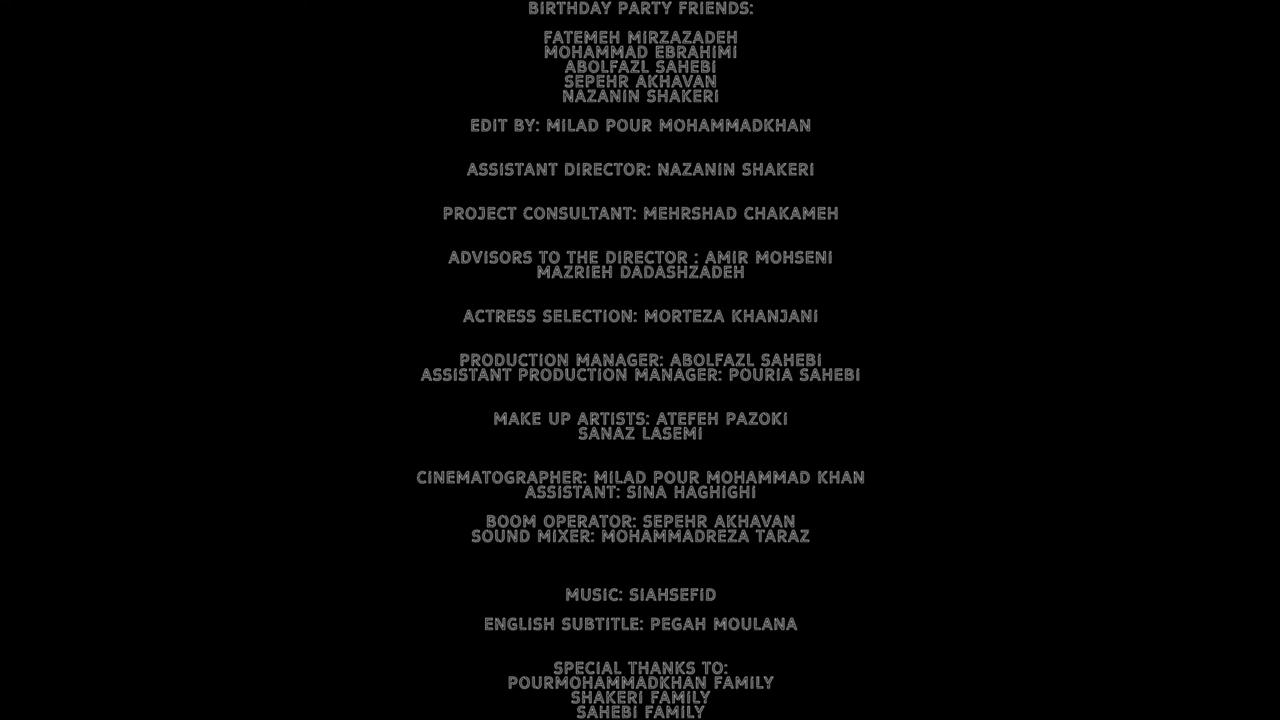 BIRTHDAY PARTY FRIENDS:
FATEMEH MIRZAZADEH
MOHAMMAD EBRAHIMI
ABOLFAZL SAHEBI
SEPEHR AKHAVAN
NAZANIN SHAKERI
EDIT BY: MILAD POUR MOHAMMADKHAN
ASSISTANT DIRECTOR: NAZANIN SHAKERI
PROJECT CONSULTANT: MEHRSHAD CHAKAMEH
ADVISORS TO THE DIRECTOR : AMIR MOHSENI
MAZRIEH DADASHZADEH
ACTRESS SELECTION: MORTEZA KHANJANI
PRODUCTION MANAGER: ABOLFAZL SAHEBI
ASSISTANT PRODUCTION MANAGER: POURIA SAHEBI
MAKE UP ARTISTS: ATEFEH PAZOKI
SANAZ LASEMI
CINEMATOGRAPHER: MILAD POUR MOHAMMAD KHAN
ASSISTANT: SINA HAGHIGHI
BOOM OPERATOR: SEPEHR AKHAVAN
SOUND MIXER: MOHAMMADREZA TARAZ
MUSIC: SIAHSEFID
ENGLISH SUBTITLE: PEGAH MOULANA
SPECIAL THANKS TO:
POURMOHAMMADKHAN FAMILY
SHAKERI FAMILY
SAHEBI FAMILY